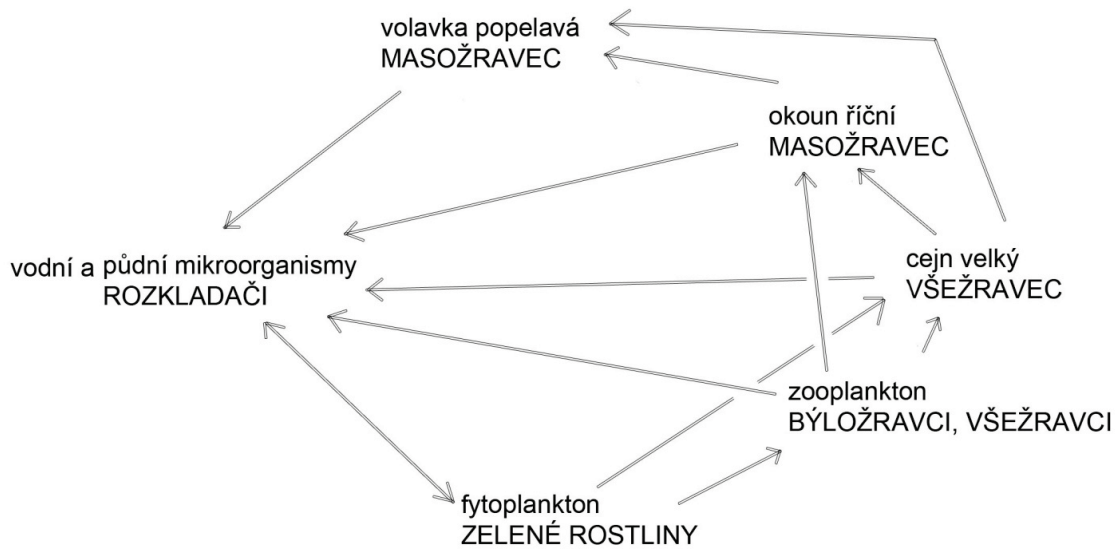 volavka popelavá
MASOŽRAVEC
okoun říční
MASOŽRAVEC
vodní a půdní mikroorganismy
ROZKLADAČI
cejn velký
VŠEŽRAVEC
zooplankton
BÝLOŽRAVCI, VŠEŽRAVCI
fytoplankton
ZELENÉ ROSTLINY